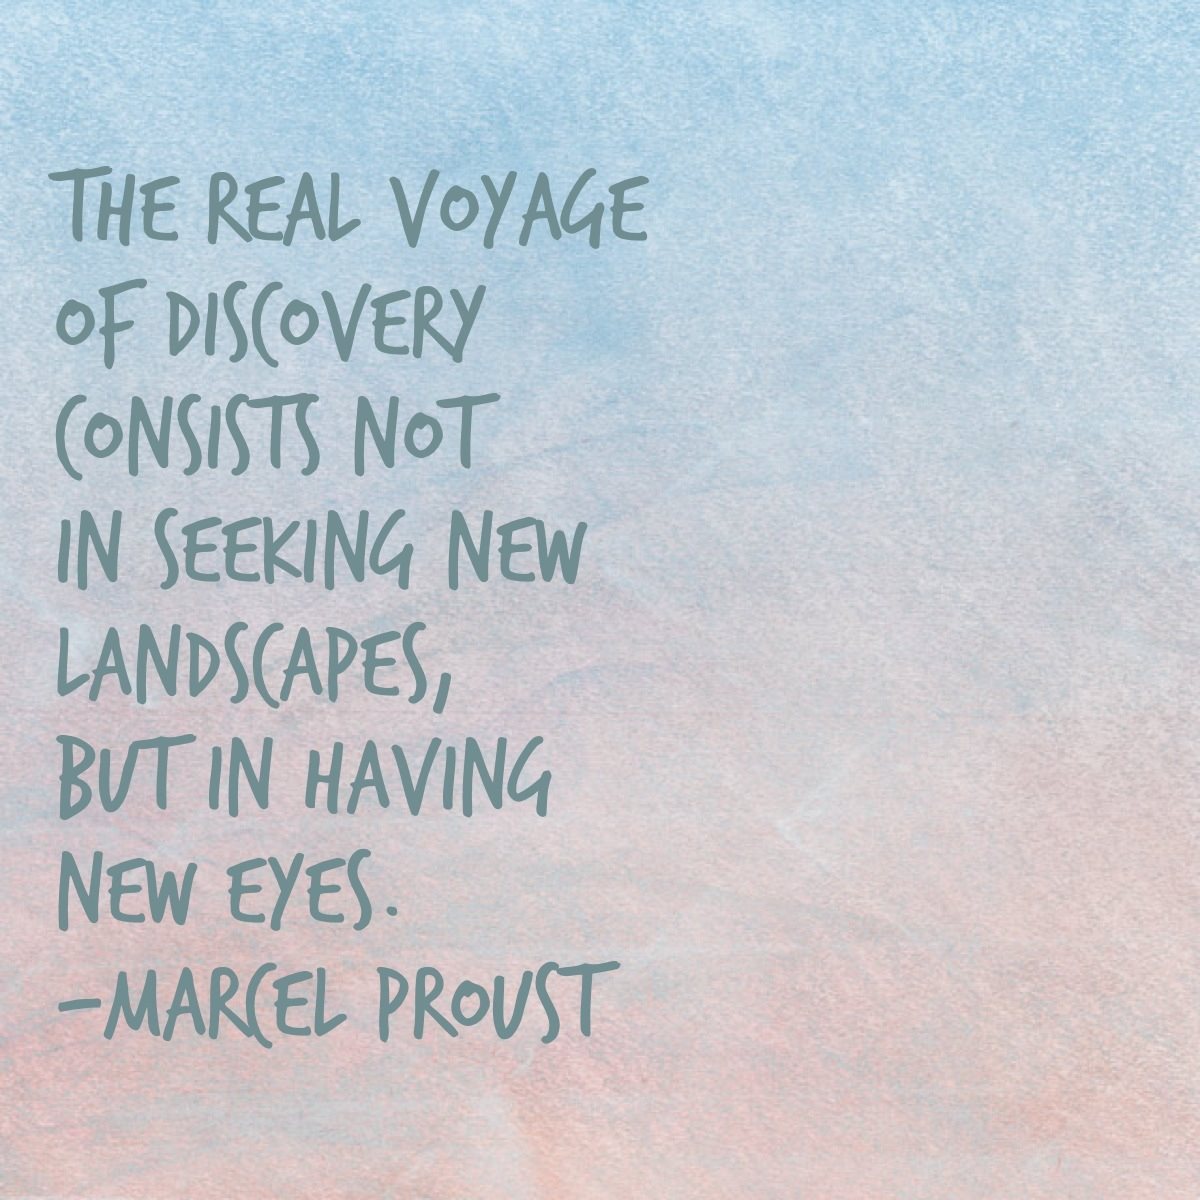 THE REAL VOYAGE
OF DISCOVERY
CONSISTS NOT
IN SEEKING NEW
LANDSCAPES,
BUT IN HAVING
NEW EYES.
-MARCEL PROUST